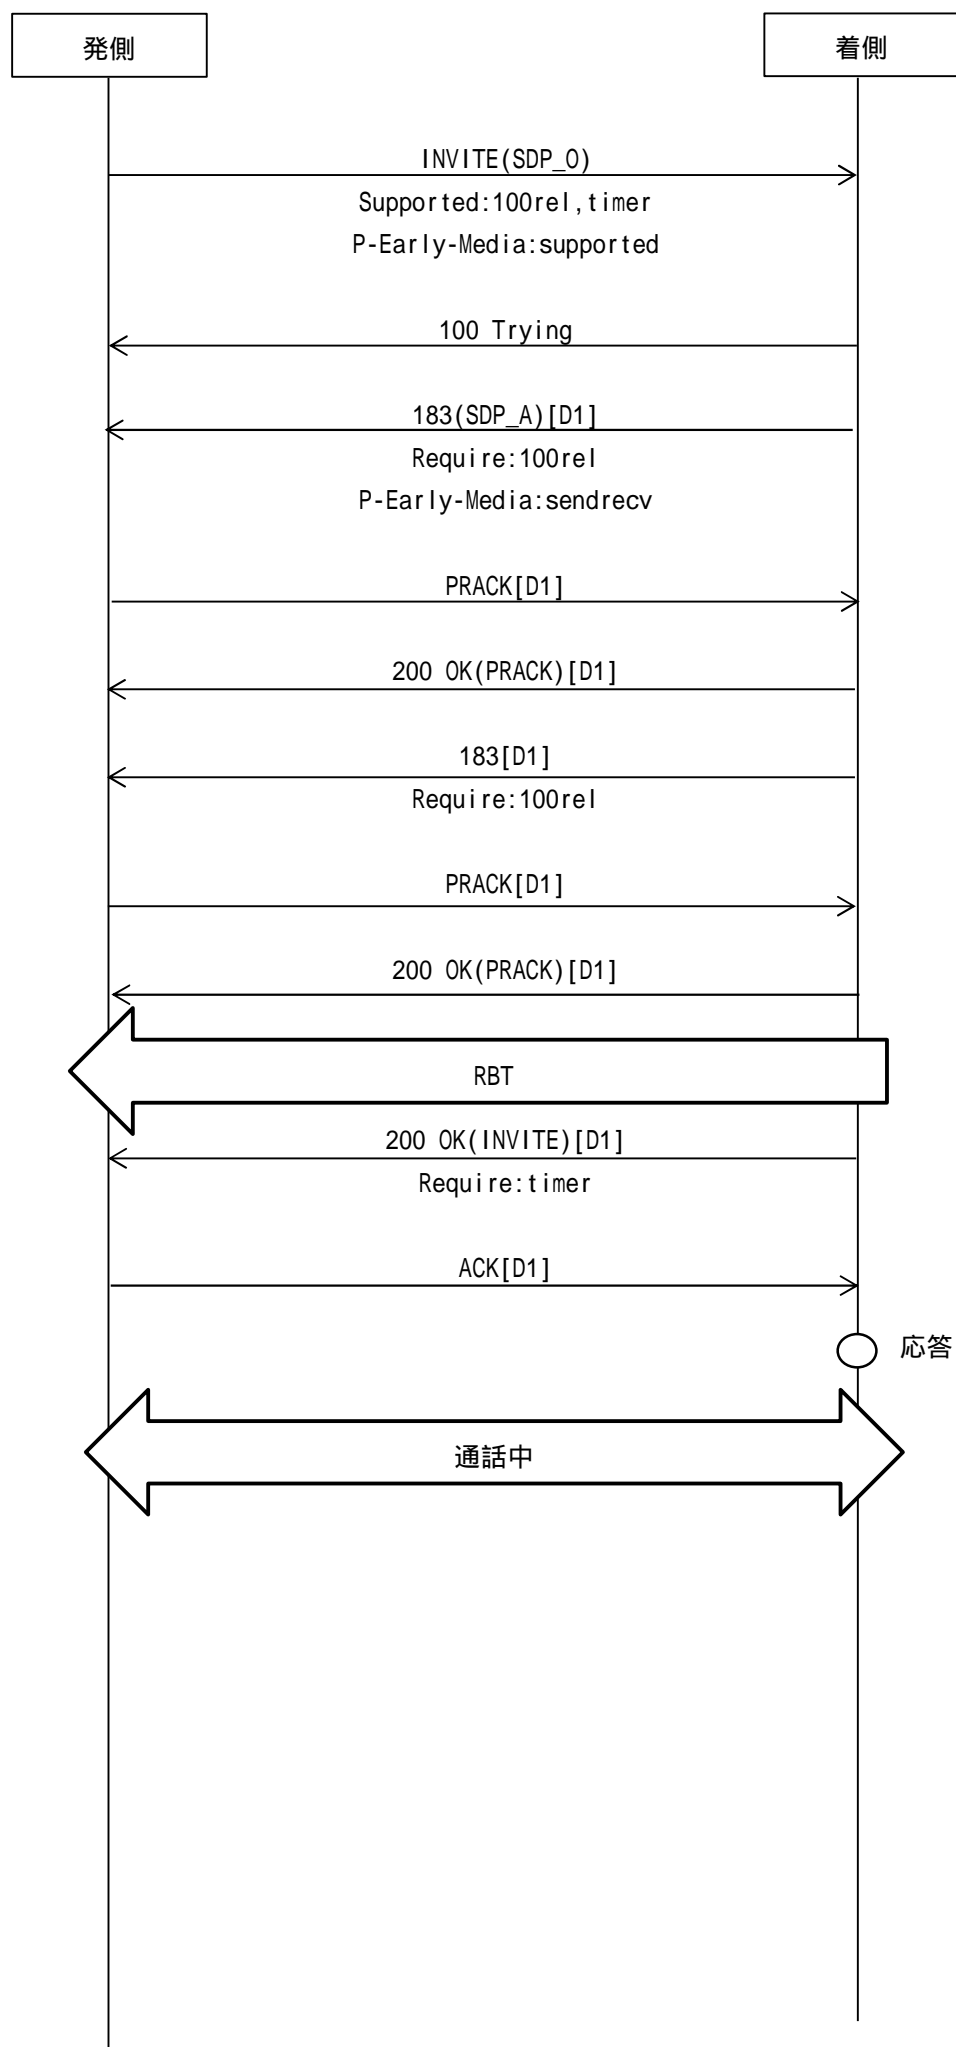 発側
着側
INVITE(SDP_O)
Supported:100rel,timer
P-Early-Media:supported
100 Trying
183(SDP_A)[D1]
Require:100rel
P-Early-Media:sendrecv
PRACK[D1]
200 OK(PRACK)[D1]
183[D1]
Require:100rel
PRACK[D1]
200 OK(PRACK)[D1]
RBT
200 OK(INVITE)[D1]
Require:timer
ACK[D1]
応答
通話中